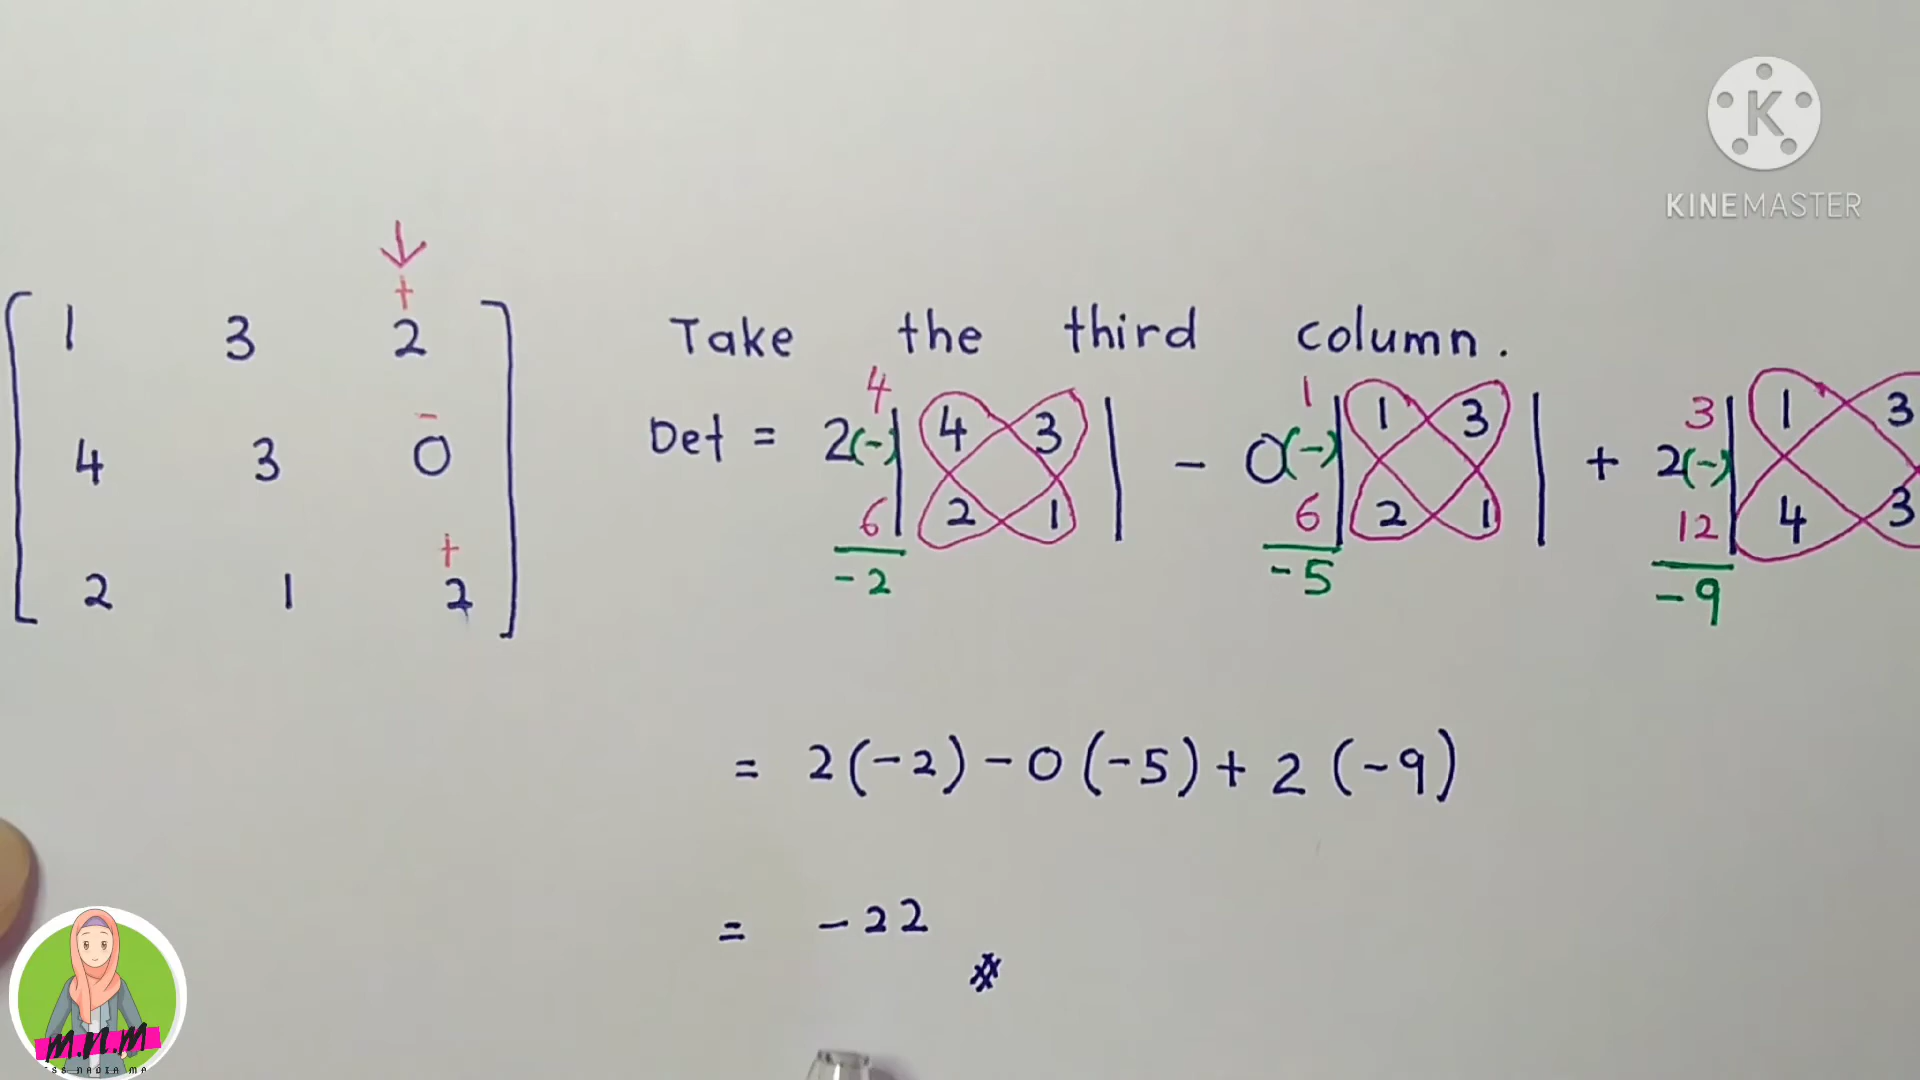 KINEMASTER
↓
+
1 3 2
-
4 3 0
+
2 1 2
Take the third column.
4 1 3
Det = 2(-) | 4 3 | - 0(-) | 1 3 | + 2(-) | 1 3
6 | 2 1 | 6 | 2 1 | 12 | 4 3
-2 -5 -9
= 2(-2) - 0(-5) + 2(-9)
= -22
M.N.M